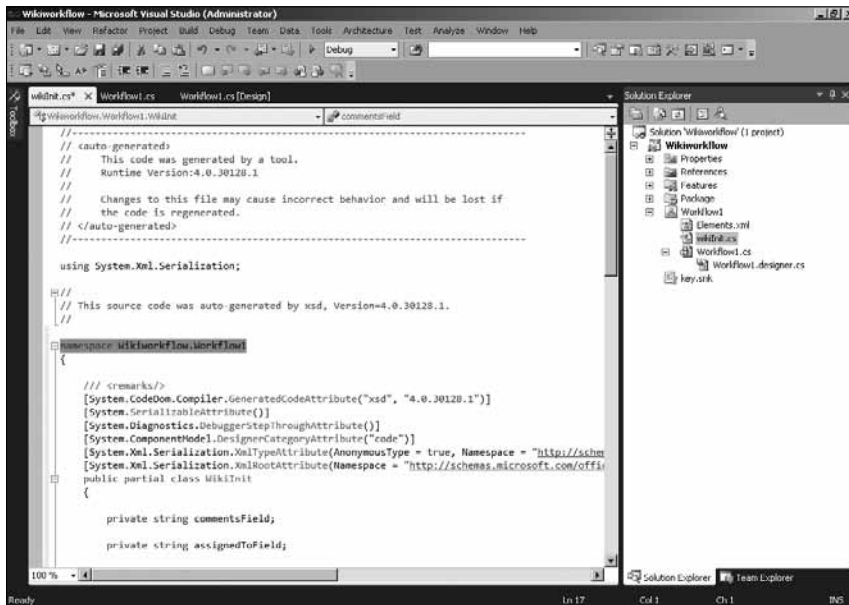 Wikiworkflow - Microsoft Visual Studio (Administrator)
File Edit View Refactor Project Build Debug Team Data Tools Architecture Test Analyze Window Help
Debug
Toolbox
wikiInit.cs* X Workflow1.cs Workflow1.cs [Design]
Wikiworkflow.Workflow1.WikiInit
commentsField
//----------------------------------------------------------------------
// <auto-generated>
// This code was generated by a tool.
// Runtime Version:4.0.30128.1
//
// Changes to this file may cause incorrect behavior and will be lost if
// the code is regenerated.
// </auto-generated>
//----------------------------------------------------------------------
using System.Xml.Serialization;
//
// This source code was auto-generated by xsd, Version=4.0.30128.1.
//
namespace Wikiworkflow.Workflow1
{
/// <remarks/>
[System.CodeDom.Compiler.GeneratedCodeAttribute("xsd", "4.0.30128.1")]
[System.SerializableAttribute()]
[System.Diagnostics.DebuggerStepThroughAttribute()]
[System.ComponentModel.DesignerCategoryAttribute("code")]
[System.Xml.Serialization.XmlTypeAttribute(AnonymousType = true, Namespace = "http://schem
[System.Xml.Serialization.XmlRootAttribute(Namespace = "http://schemas.microsoft.com/offi
public partial class WikiInit
{
private string commentsField;
private string assignedToField;
100 %
Solution Explorer
Solution 'Wikiworkflow' (1 project)
Wikiworkflow
Properties
References
Features
Package
Workflow1
Elements.xml
wikiInit.cs
Workflow1.cs
Workflow1.designer.cs
key.snk
Solution Explorer Team Explorer
Ready Ln 17 Col 1 Ch 1 INS